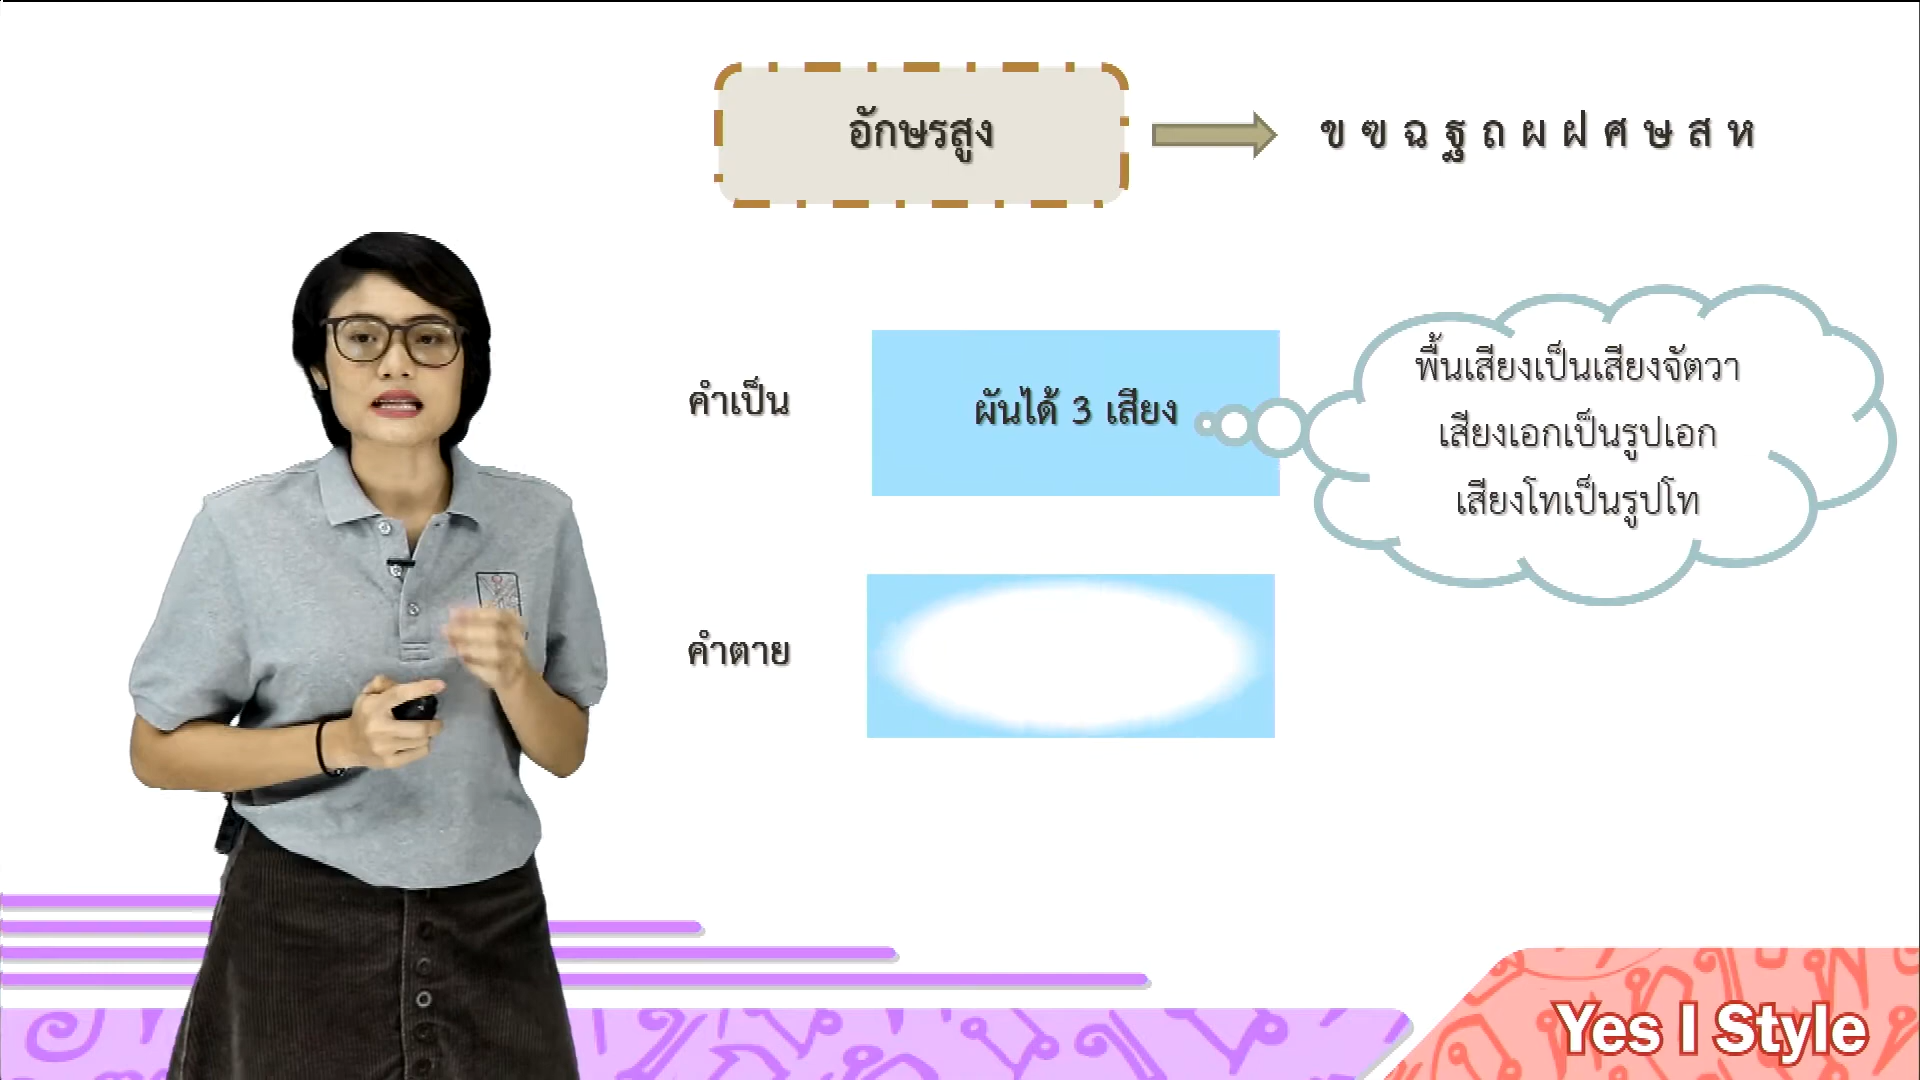 อักษรสูง
ข ฃ ฉ ฐ ถ ผ ฝ ศ ษ ส ห
คำเป็น
ผันได้ 3 เสียง
พื้นเสียงเป็นเสียงจัตวา
เสียงเอกเป็นรูปเอก
เสียงโทเป็นรูปโท
คำตาย
Yes I Style